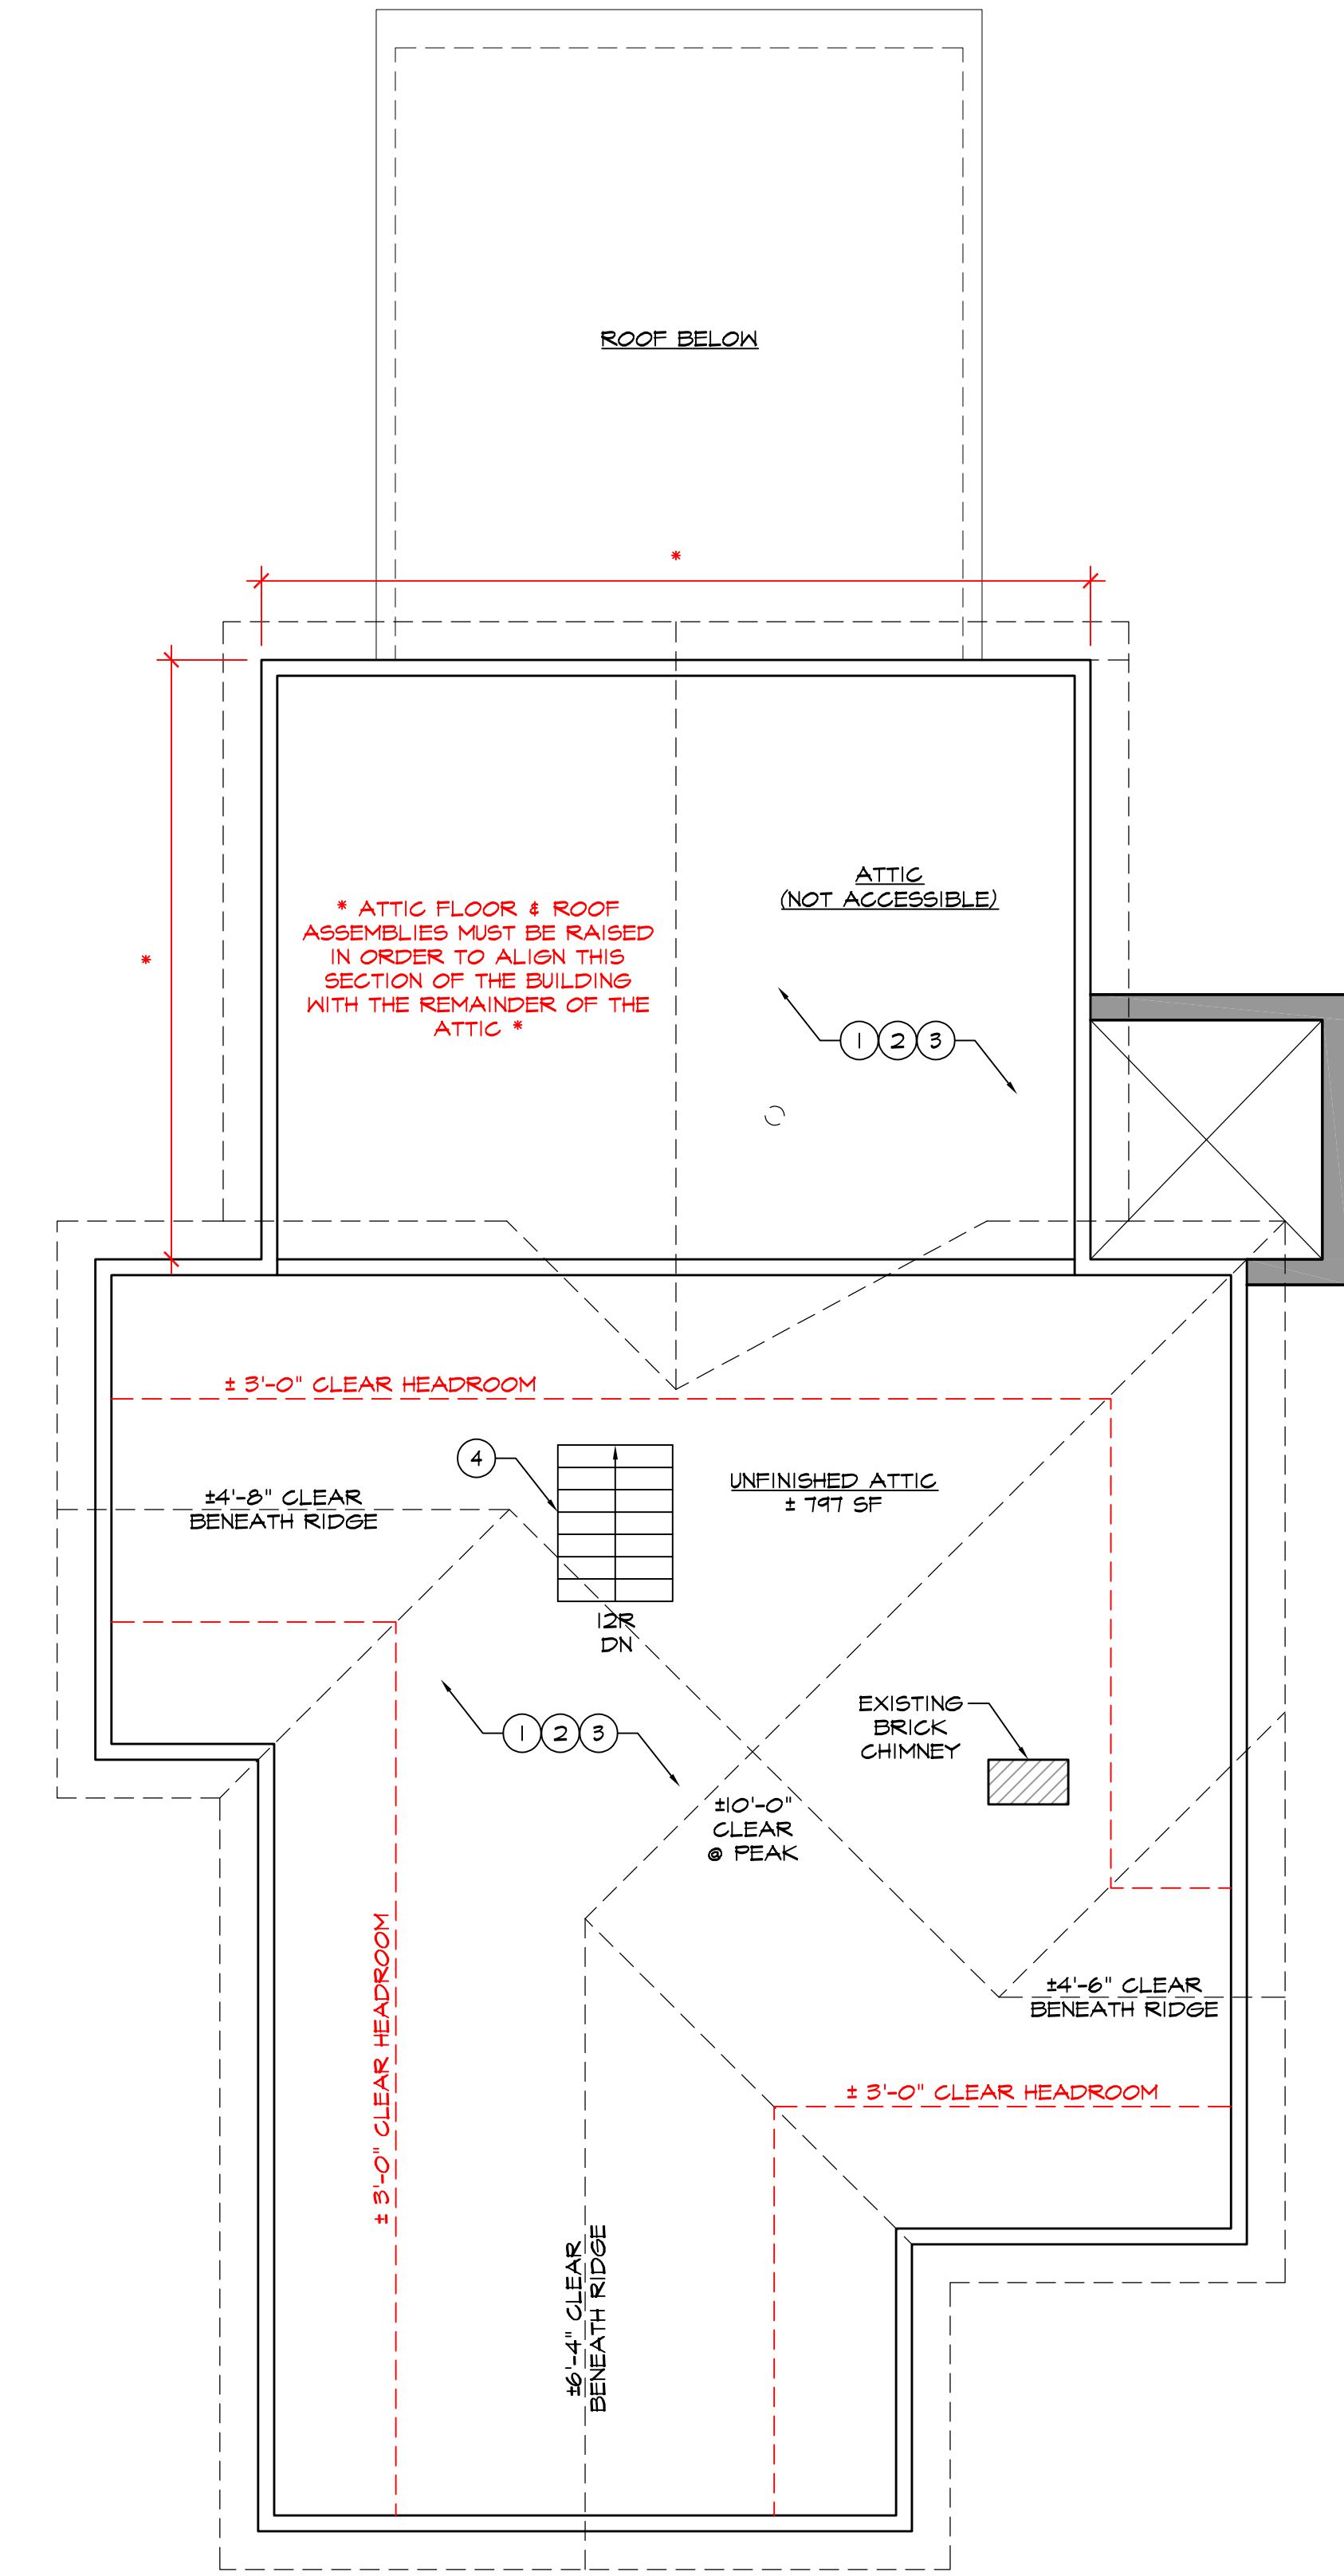 ROOF BELOW
*
*
ATTIC
(NOT ACCESSIBLE)
* ATTIC FLOOR & ROOF
ASSEMBLIES MUST BE RAISED
IN ORDER TO ALIGN THIS
SECTION OF THE BUILDING
WITH THE REMAINDER OF THE
ATTIC *
1 2 3
± 3'-0" CLEAR HEADROOM
4
UNFINISHED ATTIC
± 797 SF
±4'-8" CLEAR
BENEATH RIDGE
12R
DN
1 2 3
EXISTING
BRICK
CHIMNEY
±10'-0"
CLEAR
@ PEAK
± 3'-0" CLEAR HEADROOM
±4'-6" CLEAR
BENEATH RIDGE
± 3'-0" CLEAR HEADROOM
±6'-4" CLEAR
BENEATH RIDGE